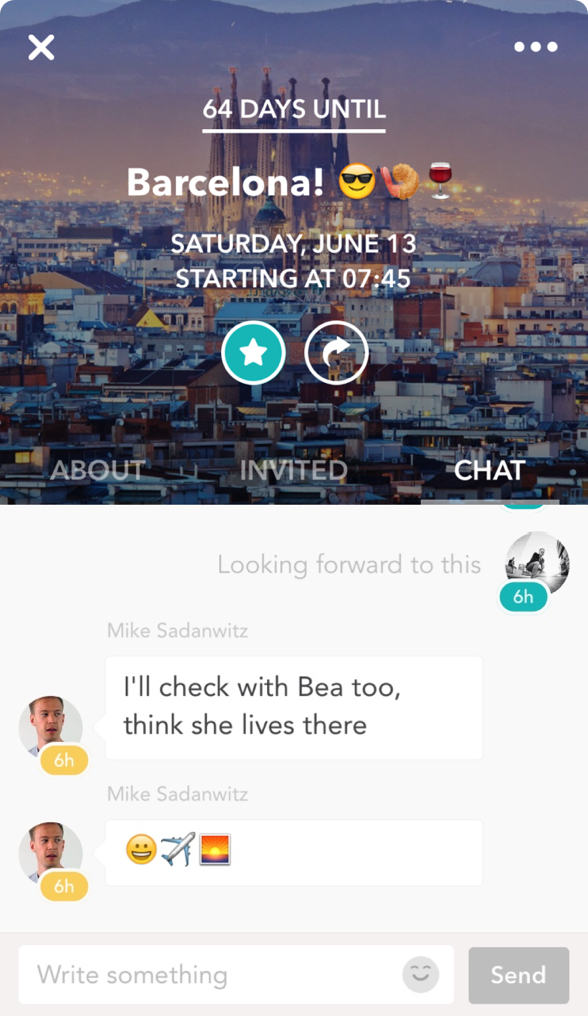 64 DAYS UNTIL
Barcelona! 😎🐚🍷
SATURDAY, JUNE 13
STARTING AT 07:45
ABOUT INVITED CHAT
Looking forward to this
6h
Mike Sadanwitz
I'll check with Bea too,
think she lives there
6h
Mike Sadanwitz
😀✈️🌅
6h
Write something
Send